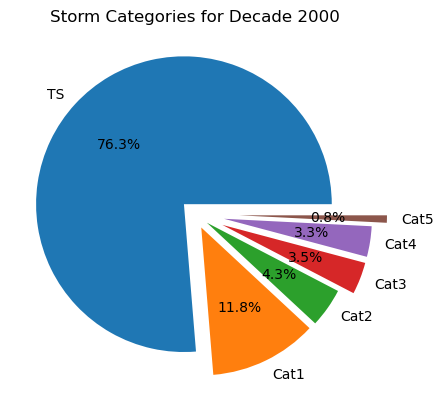 Storm Categories for Decade 2000
TS
76.3%
0.8%
Cat5
3.3%
Cat4
3.5%
Cat3
4.3%
Cat2
11.8%
Cat1